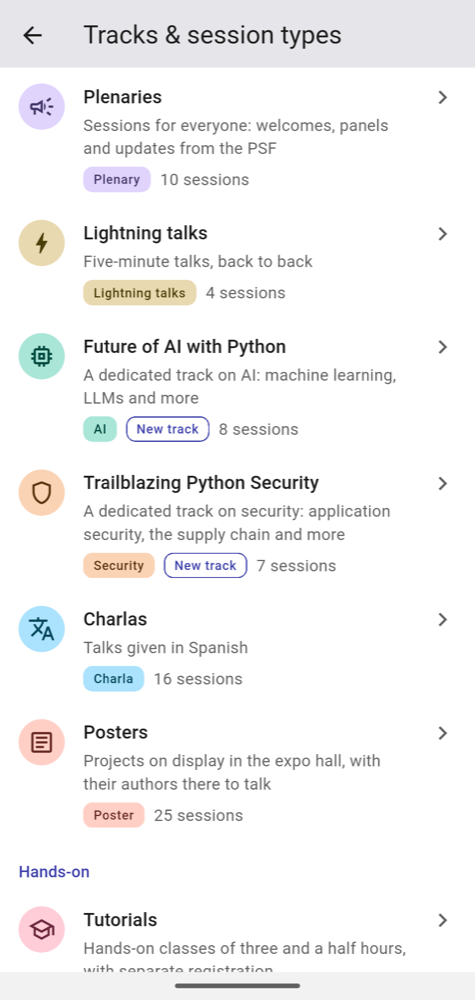 Tracks & session types
Plenaries
Sessions for everyone: welcomes, panels
and updates from the PSF
Plenary 10 sessions
Lightning talks
Five-minute talks, back to back
Lightning talks 4 sessions
Future of AI with Python
A dedicated track on AI: machine learning,
LLMs and more
AI New track 8 sessions
Trailblazing Python Security
A dedicated track on security: application
security, the supply chain and more
Security New track 7 sessions
Charlas
Talks given in Spanish
Charla 16 sessions
Posters
Projects on display in the expo hall, with
their authors there to talk
Poster 25 sessions
Hands-on
Tutorials
Hands-on classes of three and a half hours,
with separate registration